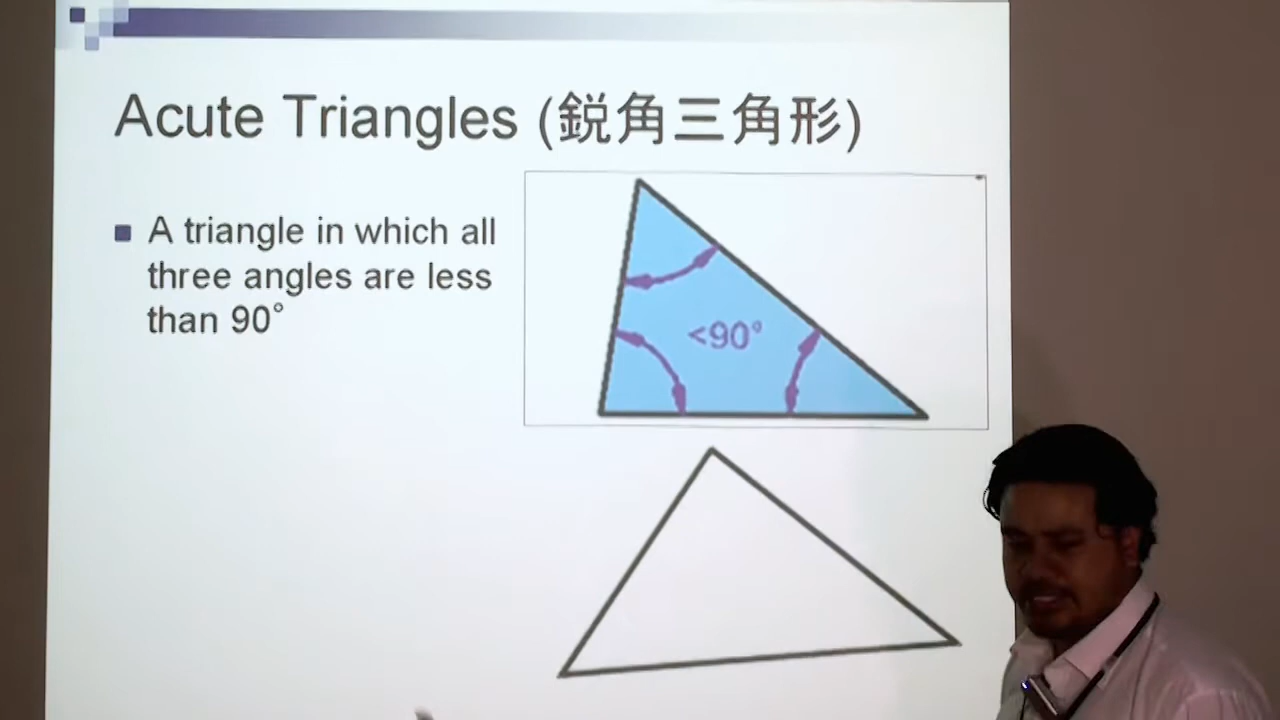 Acute Triangles (鋭角三角形)
A triangle in which all
three angles are less
than 90°
<90°